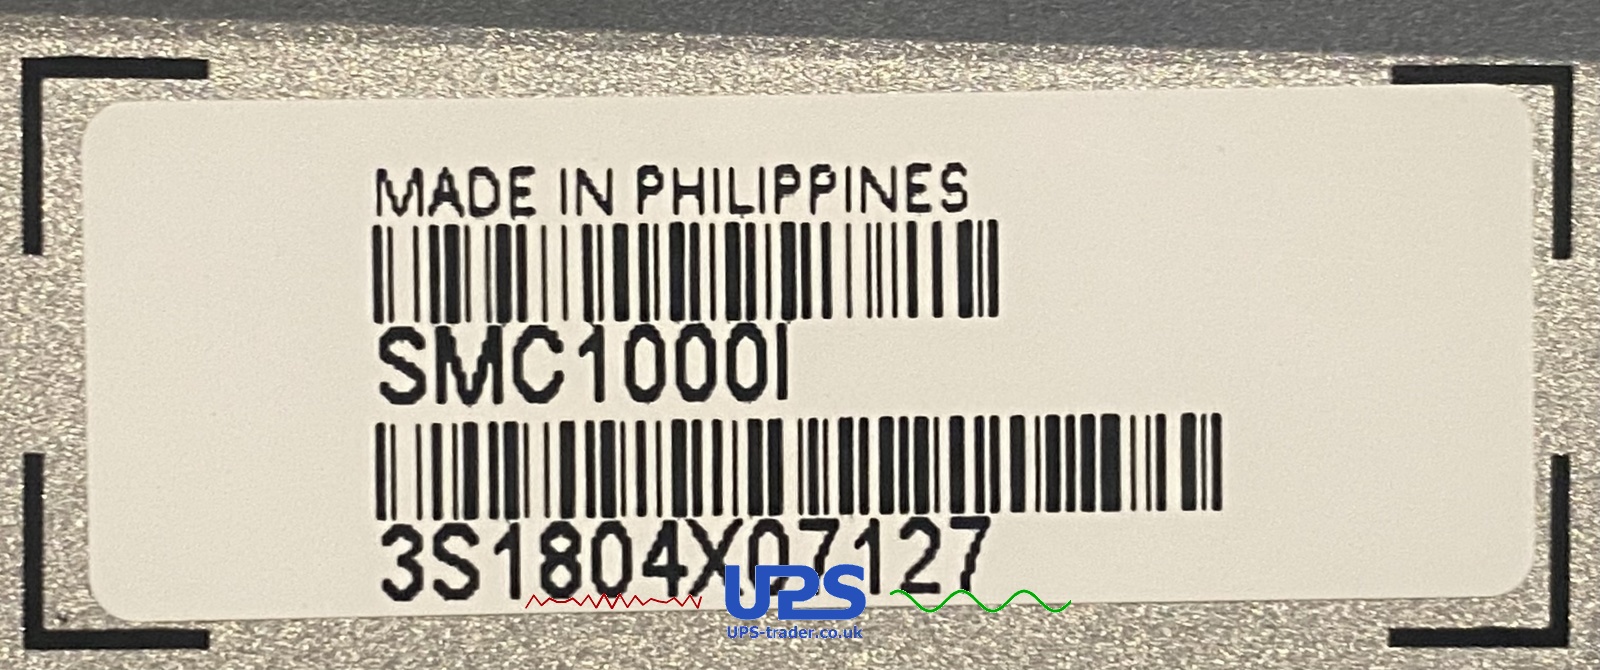 MADE IN PHILIPPINES
SMC1000I
3S1804X07127
UPS
UPS-trader.co.uk